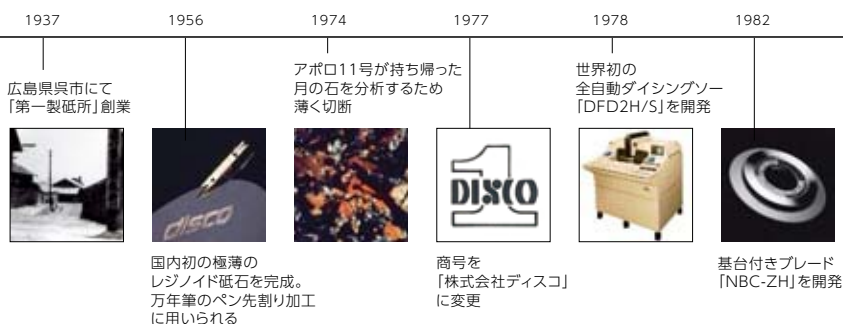 1937
1956
1974
1977
1978
1982
広島県呉市にて
「第一製砥所」創業
アポロ11号が持ち帰った
月の石を分析するため
薄く切断
世界初の
全自動ダイシングソー
「DFD2H/S」を開発
disco
1
DISCO
国内初の極薄の
レジノイド砥石を完成。
万年筆のペン先割り加工
に用いられる
商号を
「株式会社ディスコ」
に変更
基台付きブレード
「NBC-ZH」を開発